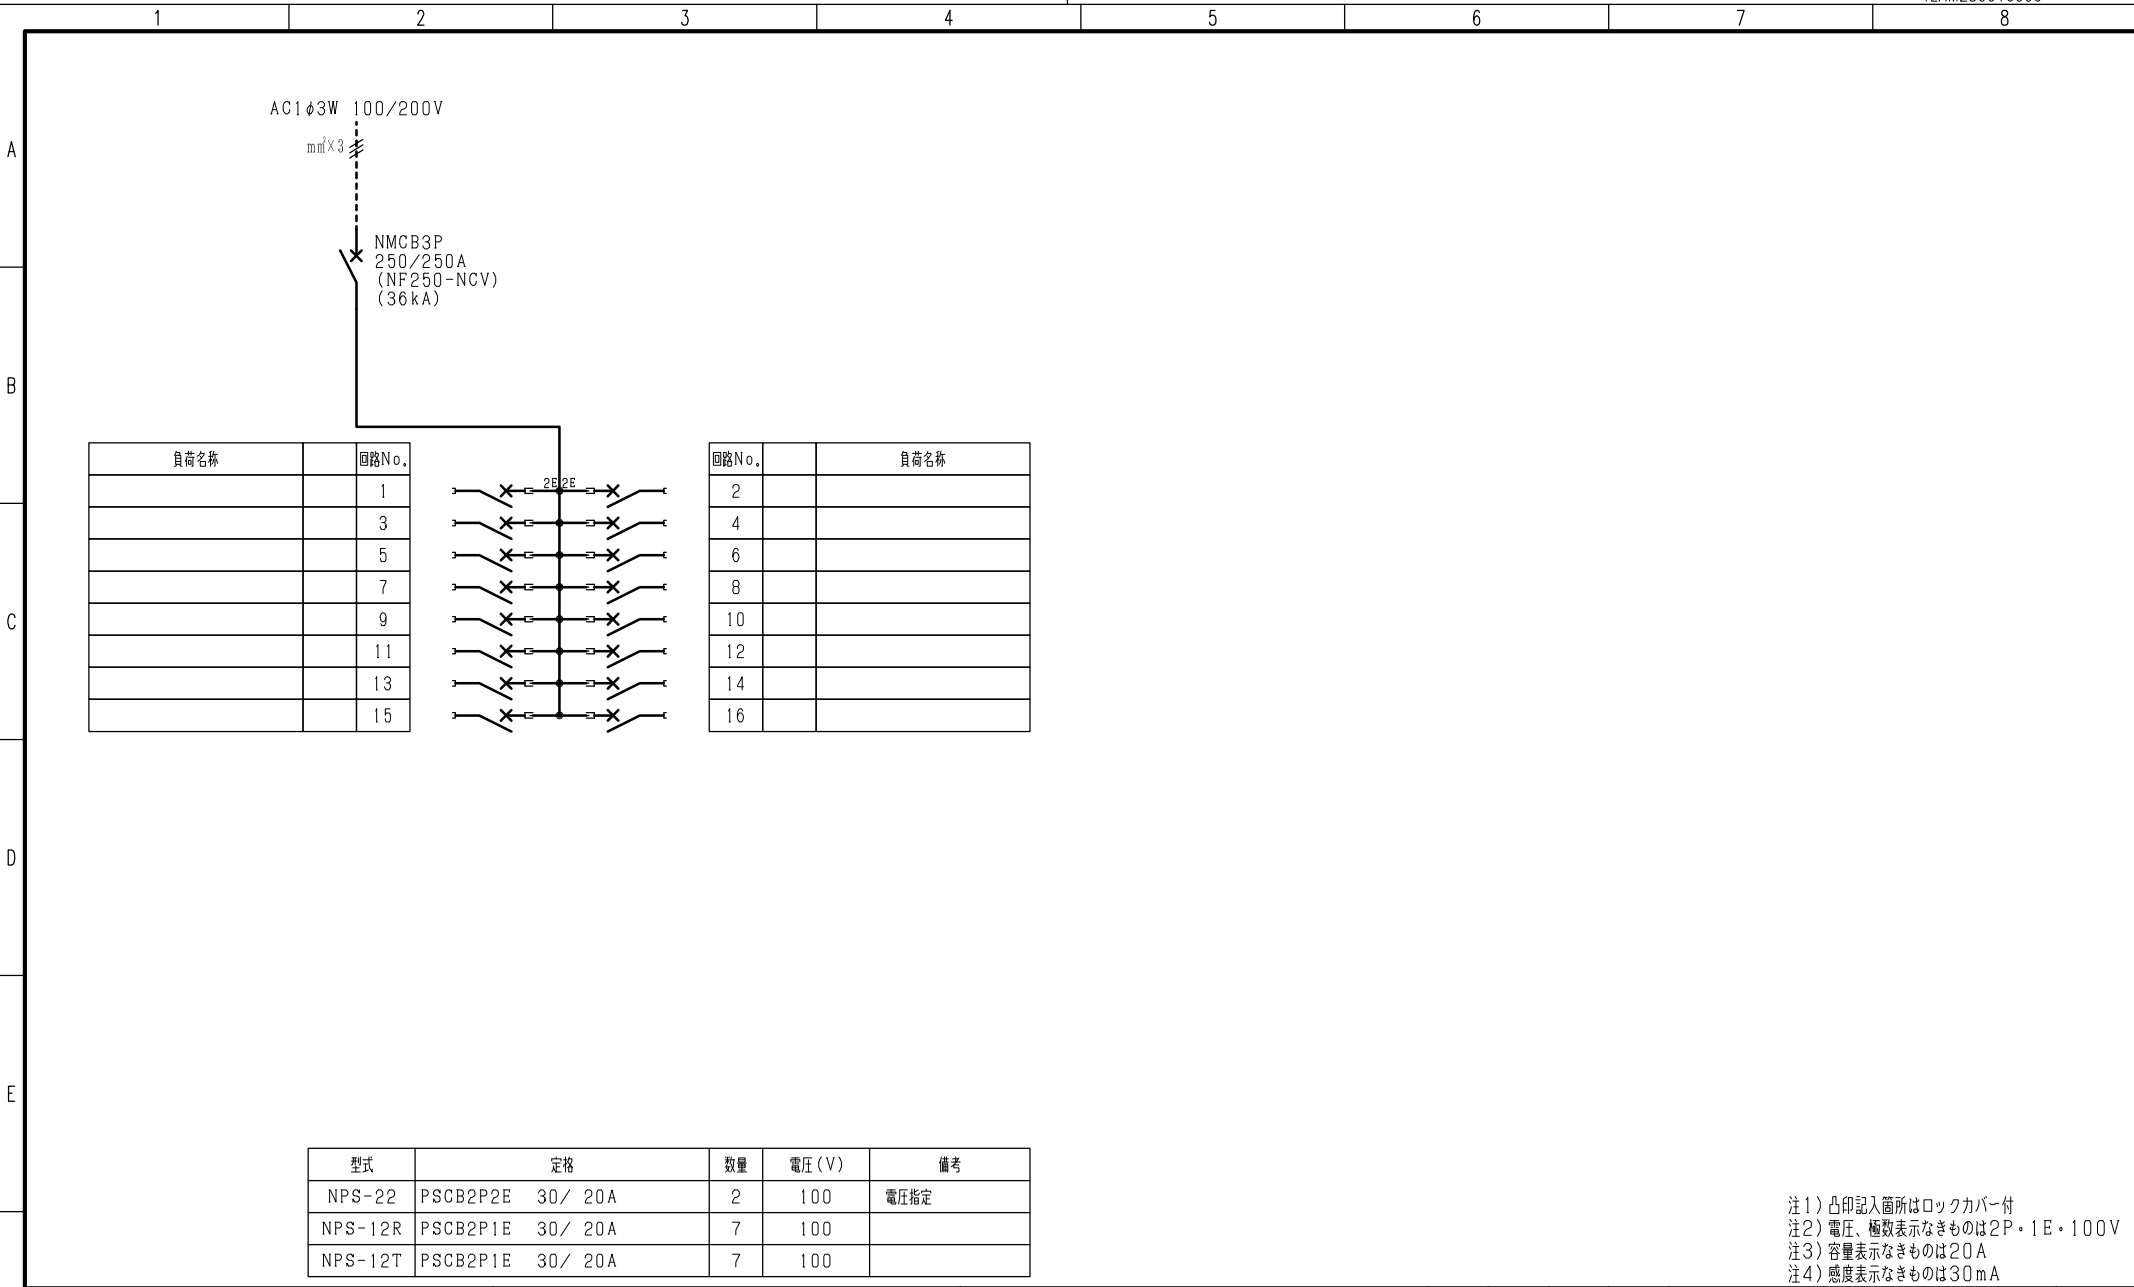 1 2 3 4 5 6 7 8
AC1φ3W 100/200V
mm²×3
A
NMCB3P
250/250A
(NF250-NCV)
(36kA)
B
負荷名称 回路No. 回路No. 負荷名称
1 2E 2E 2
3 4
5 6
7 8
C
9 10
11 12
13 14
15 16
D
E
型式 定格 数量 電圧(V) 備考
NPS-22 PSCB2P2E 30/ 20A 2 100 電圧指定
NPS-12R PSCB2P1E 30/ 20A 7 100
NPS-12T PSCB2P1E 30/ 20A 7 100
注1)凸印記入箇所はロックカバー付
注2)電圧、極数表示なきものは2P・1E・100V
注3)容量表示なきものは20A
注4)感度表示なきものは30mA